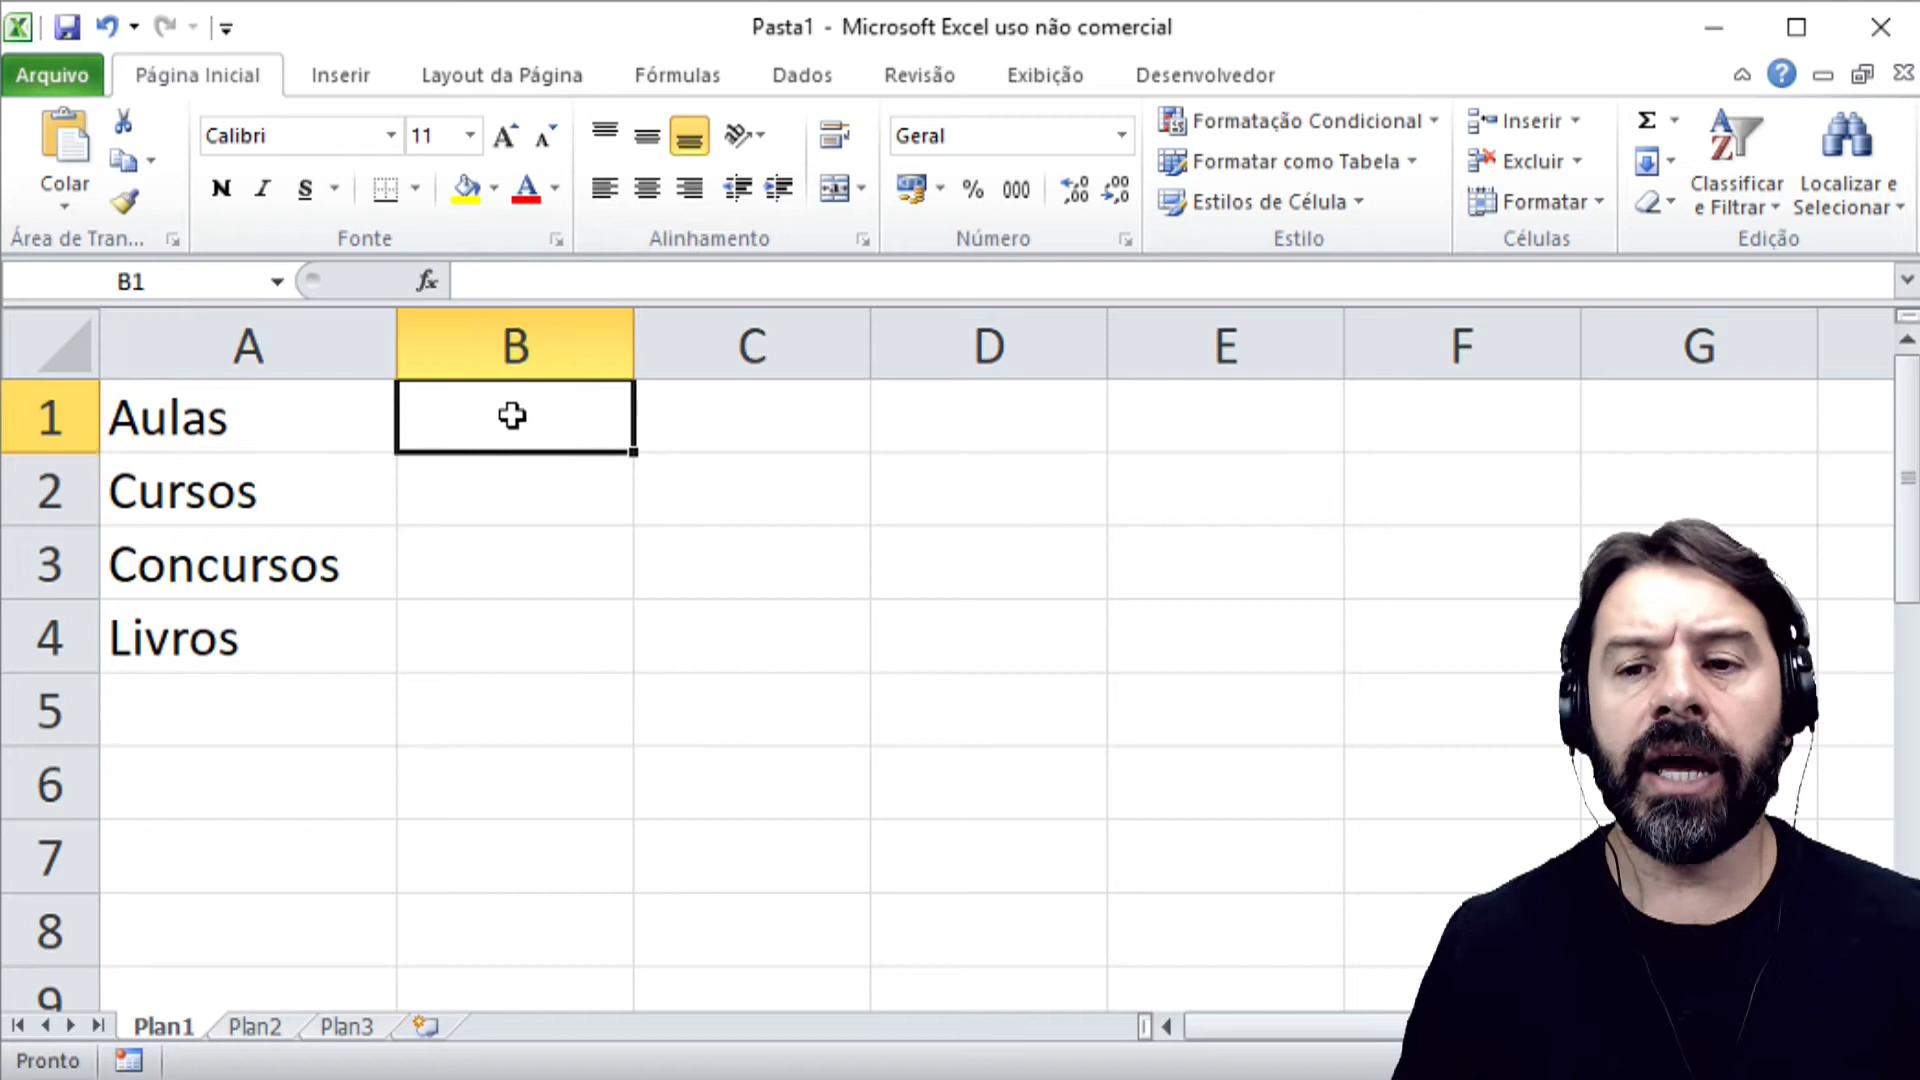 Pasta1 - Microsoft Excel uso não comercial
Arquivo Página Inicial Inserir Layout da Página Fórmulas Dados Revisão Exibição Desenvolvedor
Colar
Área de Tran...
Calibri 11
N I S
Fonte
Alinhamento
Geral
% 000
Número
Formatação Condicional
Formatar como Tabela
Estilos de Célula
Estilo
Inserir
Excluir
Formatar
Células
Σ
Classificar e Filtrar
Localizar e Selecionar
Edição
B1 fx
A B C D E F G
1 Aulas
2 Cursos
3 Concursos
4 Livros
5
6
7
8
9
Plan1 Plan2 Plan3
Pronto